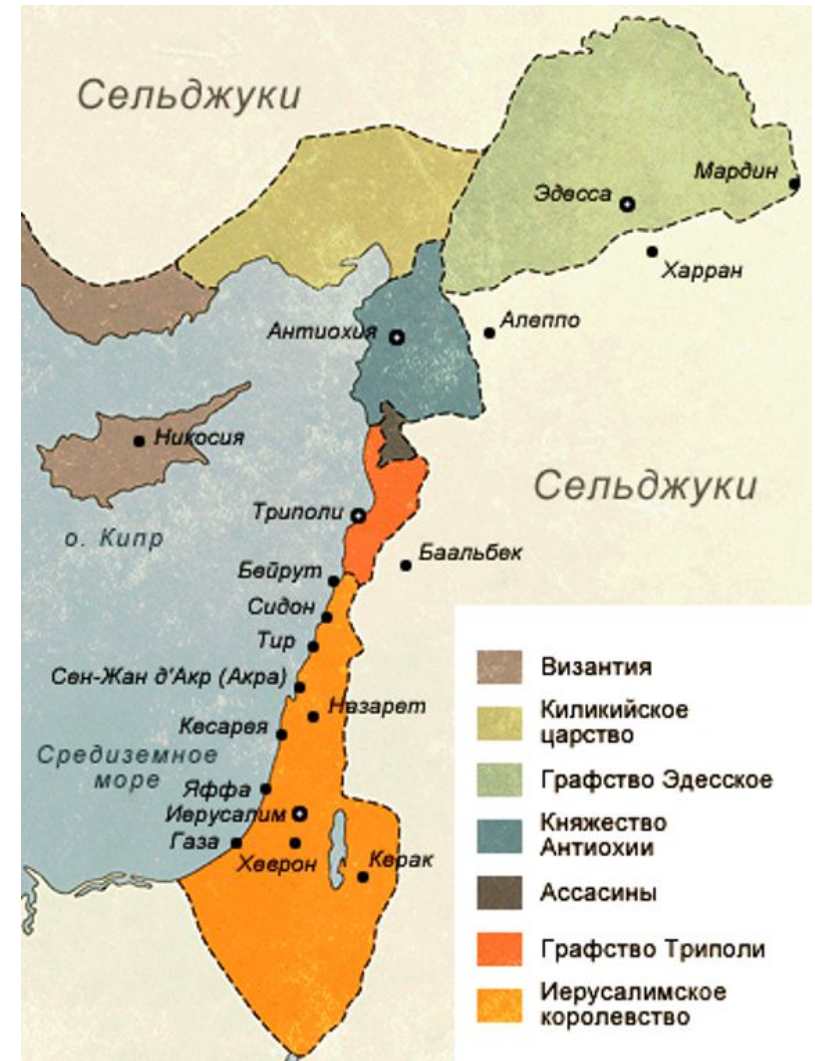 Сельджуки
Мардин
Эдесса
Харран
Антиохия
Алеппо
Никосия
Сельджуки
Триполи
о. Кипр
Баальбек
Бейрут
Сидон
Тир
Сен-Жан д'Акр (Акра)
Назарет
Кесарея
Средиземное
море
Яффа
Иерусалим
Газа
Хеврон
Керак
Византия
Киликийское
царство
Графство Эдесское
Княжество
Антиохии
Ассасины
Графство Триполи
Иерусалимское
королевство